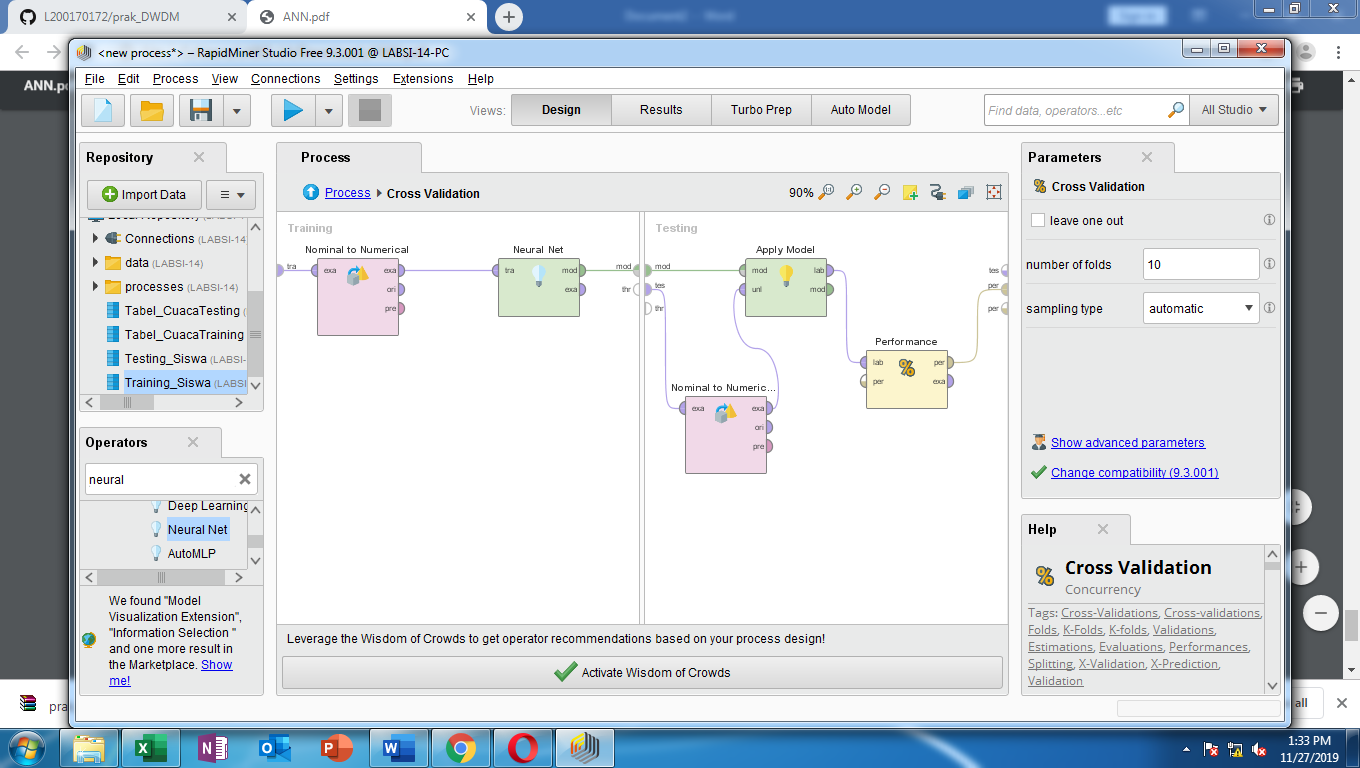 L200170172/prak_DWDM
ANN.pdf
<new process*> – RapidMiner Studio Free 9.3.001 @ LABSI-14-PC
File Edit Process View Connections Settings Extensions Help
Views: Design Results Turbo Prep Auto Model
Find data, operators...etc
All Studio
Repository
Import Data
Connections (LABSI-14)
data (LABSI-14)
processes (LABSI-14)
Tabel_CuacaTesting
Tabel_CuacaTraining
Testing_Siswa (LABSI-
Training_Siswa (LABSI
Operators
neural
Deep Learning
Neural Net
AutoMLP
We found "Model
Visualization Extension",
"Information Selection "
and one more result in
the Marketplace. Show
me!
Process
Process Cross Validation
90%
Training
Nominal to Numerical
tra exa exa
ori
pre
Neural Net
tra mod
exa
mod
thr
Testing
mod
tes
thr
Apply Model
mod lab
unl mod
Nominal to Numeric...
exa exa
ori
pre
Performance
lab per
per exa
tes
per
per
Leverage the Wisdom of Crowds to get operator recommendations based on your process design!
Activate Wisdom of Crowds
Parameters
Cross Validation
leave one out
number of folds 10
sampling type automatic
Show advanced parameters
Change compatibility (9.3.001)
Help
Cross Validation
Concurrency
Tags: Cross-Validations, Cross-validations,
Folds, K-Folds, K-folds, Validations,
Estimations, Evaluations, Performances,
Splitting, X-Validation, X-Prediction,
Validation
pra
all
1:33 PM
11/27/2019